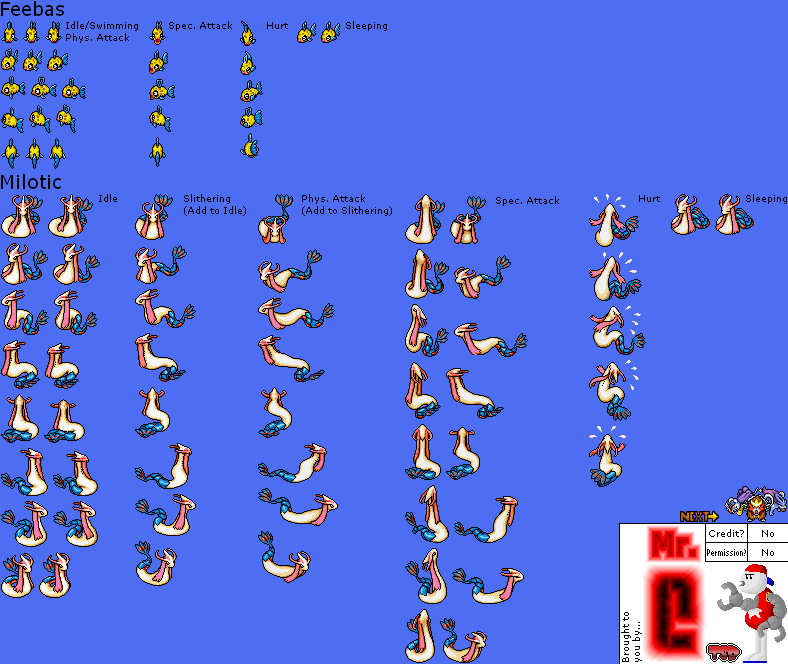 Feebas
Idle/Swimming
Phys. Attack
Spec. Attack
Hurt
Sleeping
Milotic
Idle
Slithering
(Add to Idle)
Phys. Attack
(Add to Slithering)
Spec. Attack
Hurt
Sleeping
NEXT
Credit? No
Permission? No
Mr.
C
Brought to
you by...